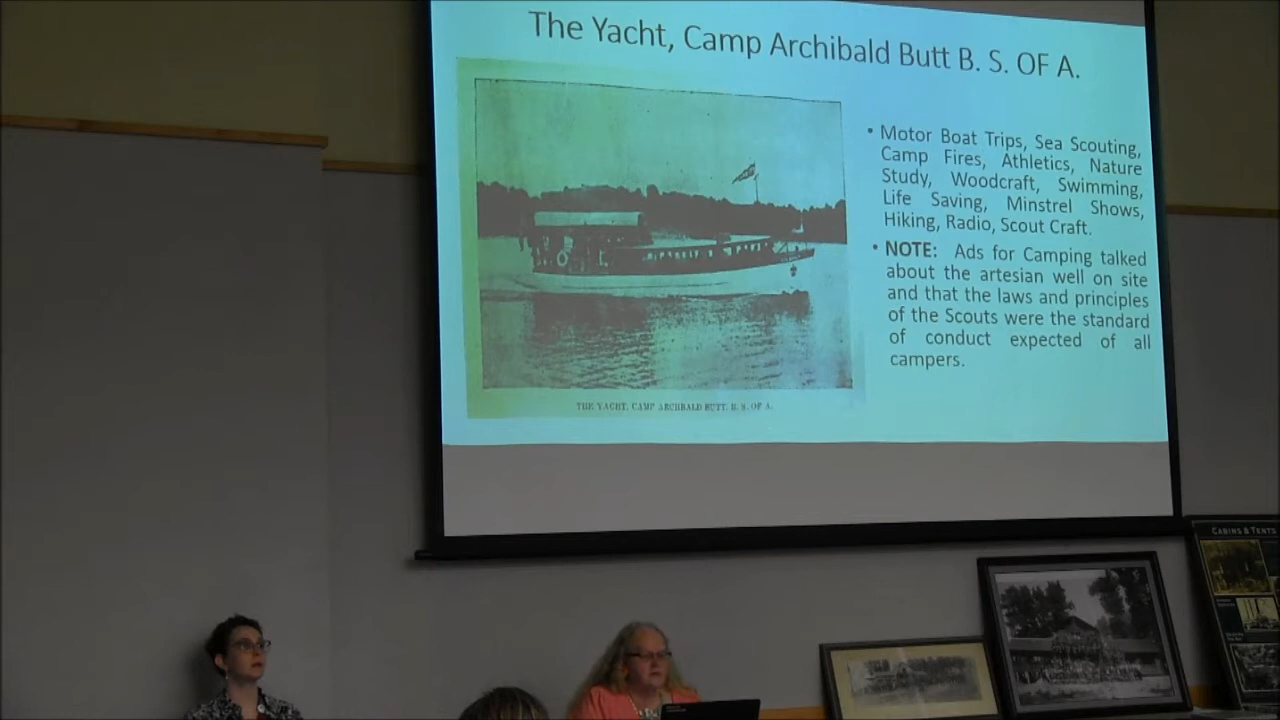 The Yacht, Camp Archibald Butt B. S. OF A.
• Motor Boat Trips, Sea Scouting,
Camp Fires, Athletics, Nature
Study, Woodcraft, Swimming,
Life Saving, Minstrel Shows,
Hiking, Radio, Scout Craft.
• NOTE: Ads for Camping talked
about the artesian well on site
and that the laws and principles
of the Scouts were the standard
of conduct expected of all
campers.
THE YACHT, CAMP ARCHIBALD BUTT, B. S. OF A.
CABINS & TENTS